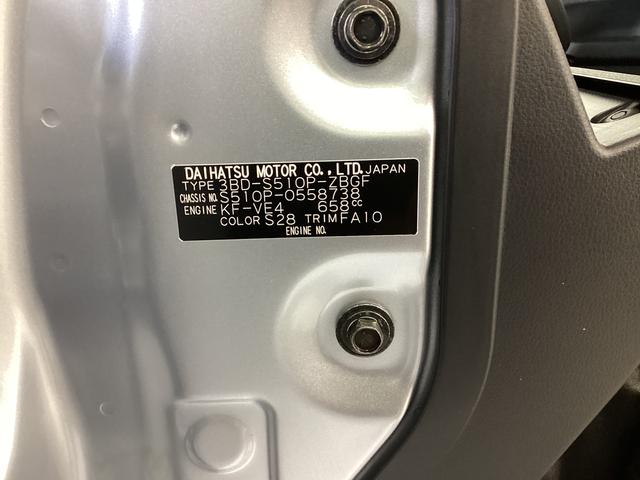 DAIHATSU MOTOR CO., LTD. JAPAN
TYPE 3BD-S510P-ZBGF
CHASSIS NO. S510P-0558738
ENGINE KF-VE4 658cc
COLOR S28 TRIM FA10
ENGINE NO.